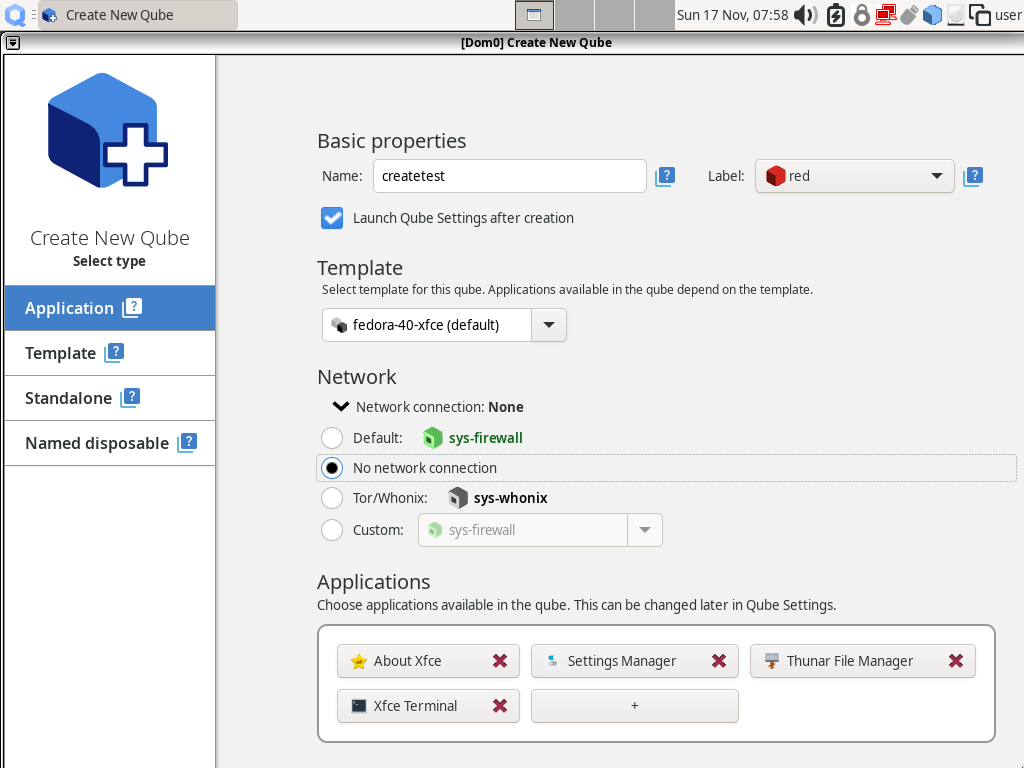 Create New Qube
Sun 17 Nov, 07:58
user
[Dom0] Create New Qube
Create New Qube
Select type
Application ?
Template ?
Standalone ?
Named disposable ?
Basic properties
Name: createtest ? Label: red ?
Launch Qube Settings after creation
Template
Select template for this qube. Applications available in the qube depend on the template.
fedora-40-xfce (default)
Network
Network connection: None
Default: sys-firewall
No network connection
Tor/Whonix: sys-whonix
Custom: sys-firewall
Applications
Choose applications available in the qube. This can be changed later in Qube Settings.
About Xfce Settings Manager Thunar File Manager
Xfce Terminal +